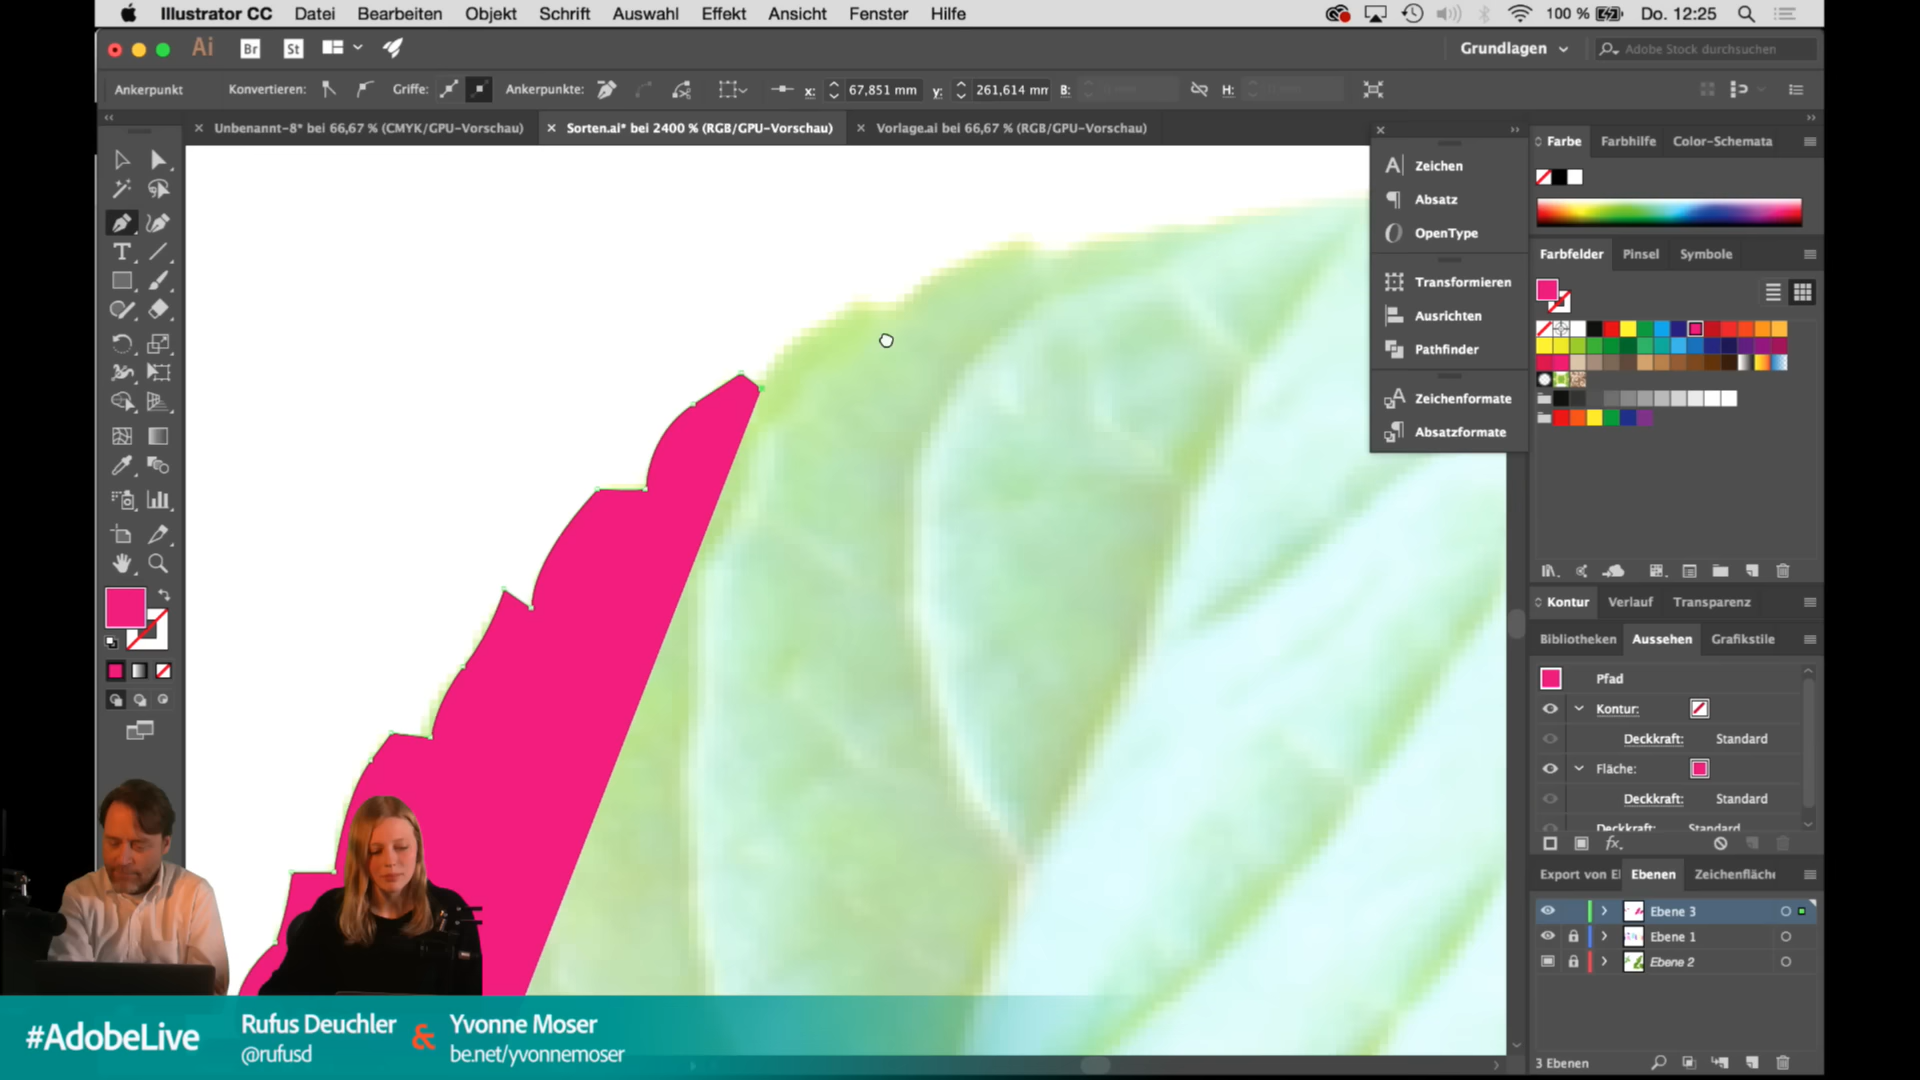 Illustrator CC Datei Bearbeiten Objekt Schrift Auswahl Effekt Ansicht Fenster Hilfe 100 % Do. 12:25
Ai Br St Grundlagen Adobe Stock durchsuchen
Ankerpunkt Konvertieren: Griffe: Ankerpunkte: x: 67,851 mm y: 261,614 mm B: H:
Unbenannt-8* bei 66,67 % (CMYK/GPU-Vorschau) Sorten.ai* bei 2400 % (RGB/GPU-Vorschau) Vorlage.ai bei 66,67 % (RGB/GPU-Vorschau)
Zeichen
Absatz
OpenType
Transformieren
Ausrichten
Pathfinder
Zeichenformate
Absatzformate
Farbe Farbhilfe Color-Schemata
Farbfelder Pinsel Symbole
Kontur Verlauf Transparenz
Bibliotheken Aussehen Grafikstile
Pfad
Kontur:
Deckkraft: Standard
Fläche:
Deckkraft: Standard
Deckkraft: Standard
fx.
Export von El Ebenen Zeichenfläche
Ebene 3
Ebene 1
Ebene 2
3 Ebenen
#AdobeLive
Rufus Deuchler
@rufusd
&
Yvonne Moser
be.net/yvonnemoser